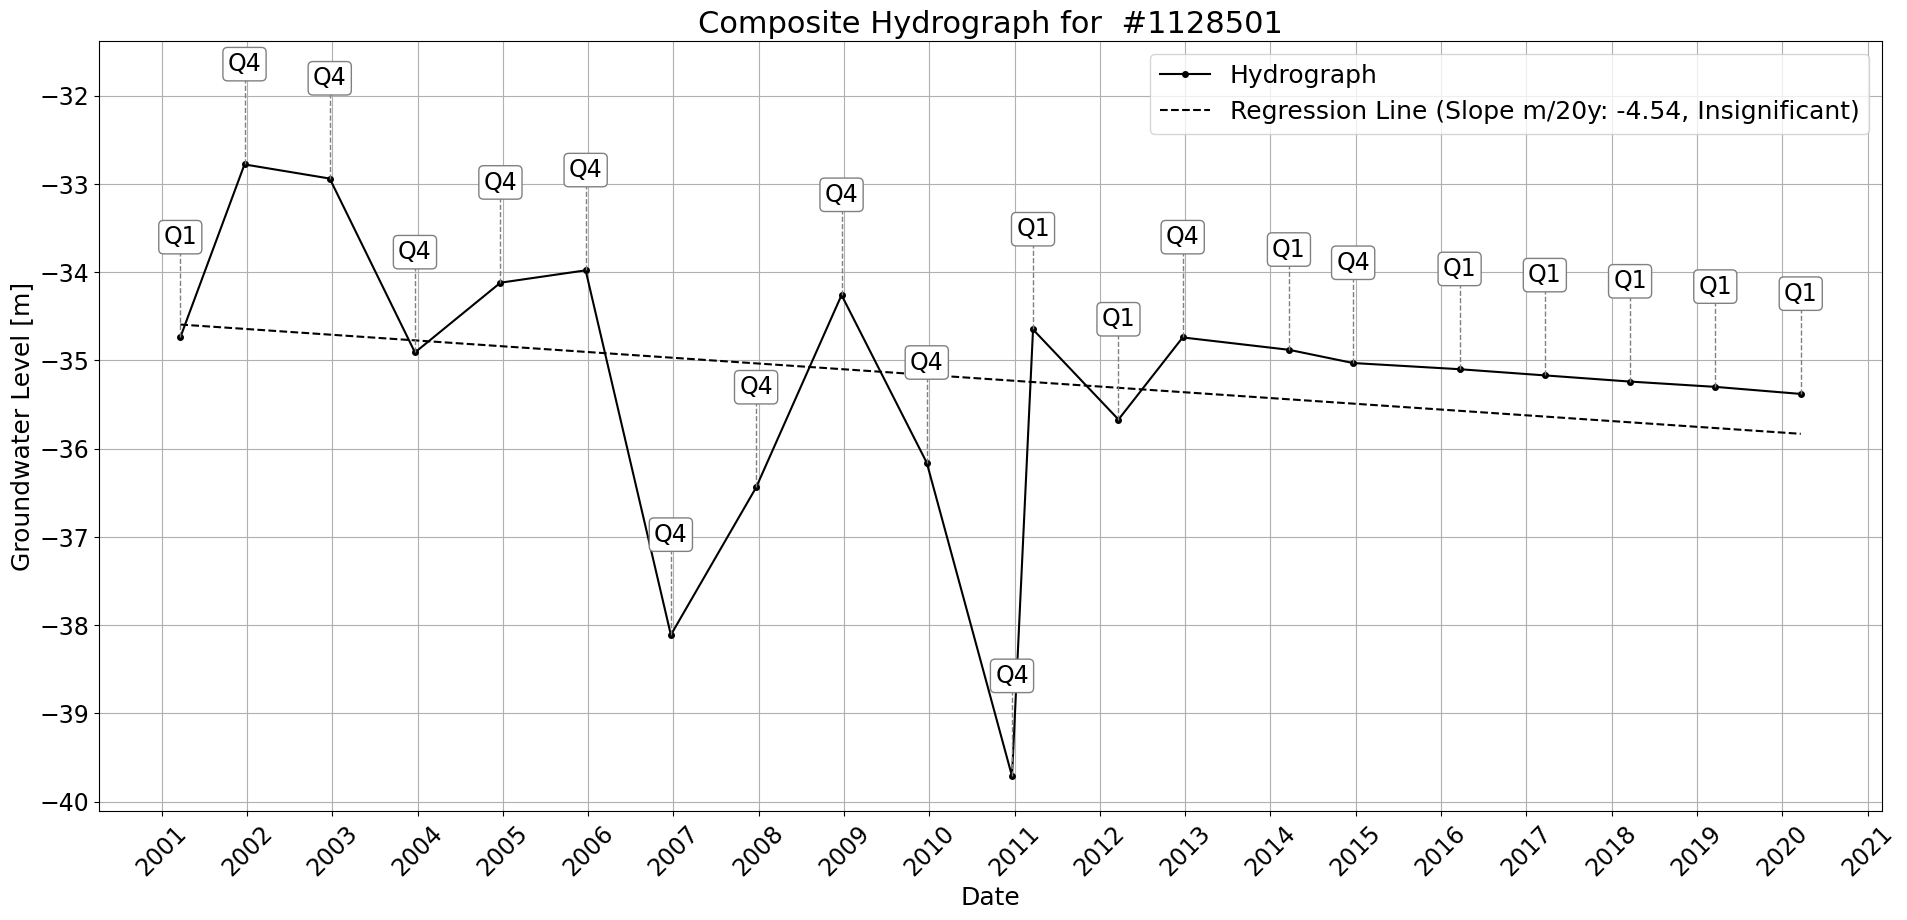 Composite Hydrograph for  #1128501
Hydrograph
Regression Line (Slope m/20y: -4.54, Insignificant)
Groundwater Level [m]
−32
−33
−34
−35
−36
−37
−38
−39
−40
Q1
Q4
Q4
Q4
Q4
Q4
Q4
Q4
Q4
Q4
Q4
Q1
Q1
Q4
Q1
Q4
Q1
Q1
Q1
Q1
Q1
2001
2002
2003
2004
2005
2006
2007
2008
2009
2010
2011
2012
2013
2014
2015
2016
2017
2018
2019
2020
2021
Date